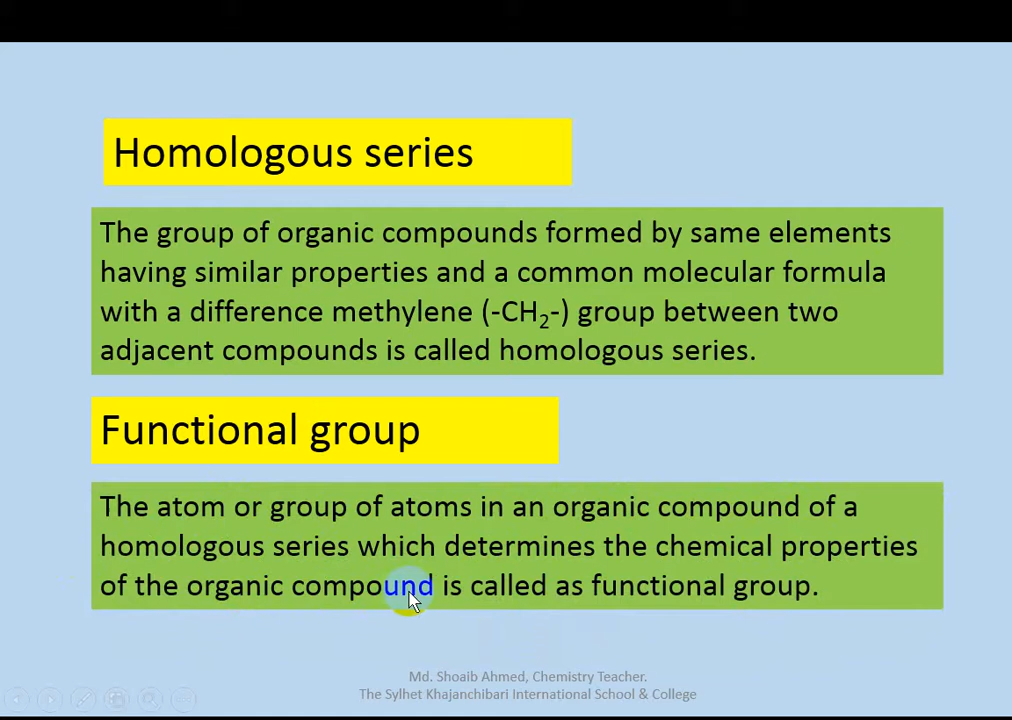 Homologous series
The group of organic compounds formed by same elements
having similar properties and a common molecular formula
with a difference methylene (-CH₂-) group between two
adjacent compounds is called homologous series.
Functional group
The atom or group of atoms in an organic compound of a
homologous series which determines the chemical properties
of the organic compound is called as functional group.
Md. Shoaib Ahmed, Chemistry Teacher.
The Sylhet Khajanchibari International School & College